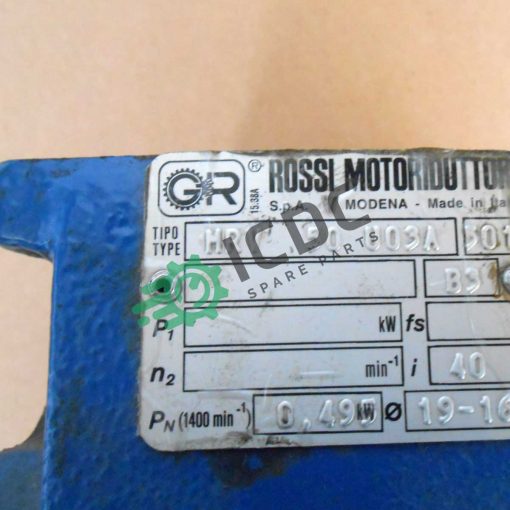 GR ® ROSSI MOTORIDUTTOR
15.38A S.p.A. MODENA - Made in Ital
TIPO
TYPE
ICDC
SPARE PARTS
B3
P1 kW fs
n2 min-1 i 40
PN (1400 min-1) 0,49 kW Ø 19-16